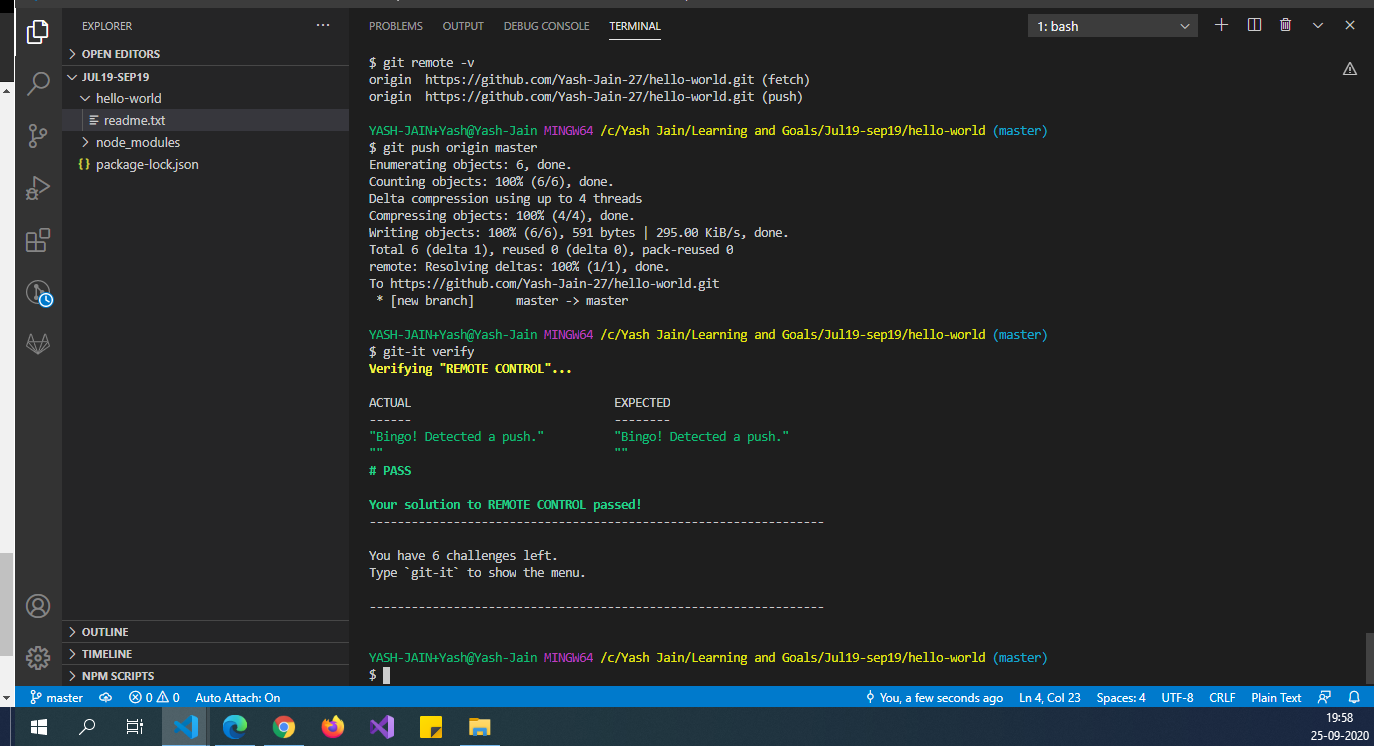 EXPLORER
OPEN EDITORS
JUL19-SEP19
hello-world
readme.txt
node_modules
{} package-lock.json
OUTLINE
TIMELINE
NPM SCRIPTS
PROBLEMS OUTPUT DEBUG CONSOLE TERMINAL
1: bash
$ git remote -v
origin  https://github.com/Yash-Jain-27/hello-world.git (fetch)
origin  https://github.com/Yash-Jain-27/hello-world.git (push)
YASH-JAIN+Yash@Yash-Jain MINGW64 /c/Yash Jain/Learning and Goals/Jul19-sep19/hello-world (master)
$ git push origin master
Enumerating objects: 6, done.
Counting objects: 100% (6/6), done.
Delta compression using up to 4 threads
Compressing objects: 100% (4/4), done.
Writing objects: 100% (6/6), 591 bytes | 295.00 KiB/s, done.
Total 6 (delta 1), reused 0 (delta 0), pack-reused 0
remote: Resolving deltas: 100% (1/1), done.
To https://github.com/Yash-Jain-27/hello-world.git
 * [new branch]      master -> master
YASH-JAIN+Yash@Yash-Jain MINGW64 /c/Yash Jain/Learning and Goals/Jul19-sep19/hello-world (master)
$ git-it verify
Verifying "REMOTE CONTROL"...
ACTUAL                             EXPECTED
------                             --------
"Bingo! Detected a push."          "Bingo! Detected a push."
""                                 ""
# PASS
Your solution to REMOTE CONTROL passed!
-----------------------------------------------------------------
You have 6 challenges left.
Type `git-it` to show the menu.
-----------------------------------------------------------------
YASH-JAIN+Yash@Yash-Jain MINGW64 /c/Yash Jain/Learning and Goals/Jul19-sep19/hello-world (master)
$
master 0 0 Auto Attach: On You, a few seconds ago Ln 4, Col 23 Spaces: 4 UTF-8 CRLF Plain Text
19:58
25-09-2020